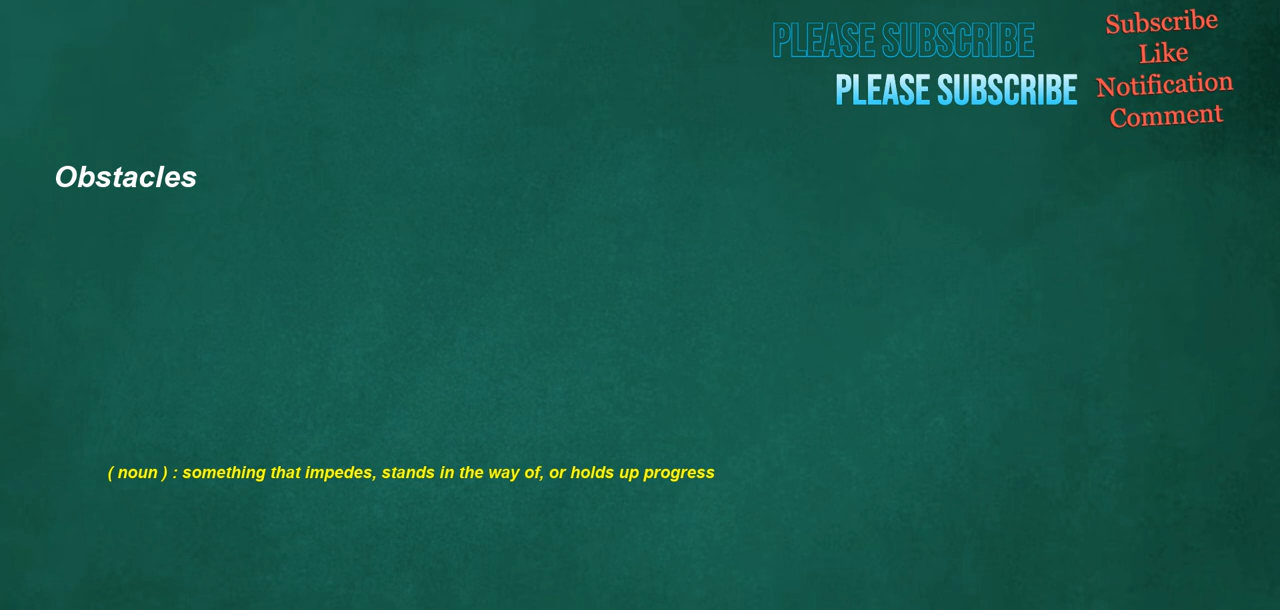 PLEASE SUBSCRIBE
PLEASE SUBSCRIBE
Subscribe
Like
Notification
Comment
Obstacles
( noun ) : something that impedes, stands in the way of, or holds up progress